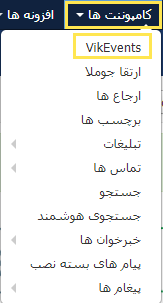 کامپوننت ها افزونه ها
VikEvents
ارتقا جوملا
ارجاع ها
برچسب ها
تبلیغات
تماس ها
جستجو
جستجوی هوشمند
خبرخوان ها
پیام های بسته نصب
پیغام ها